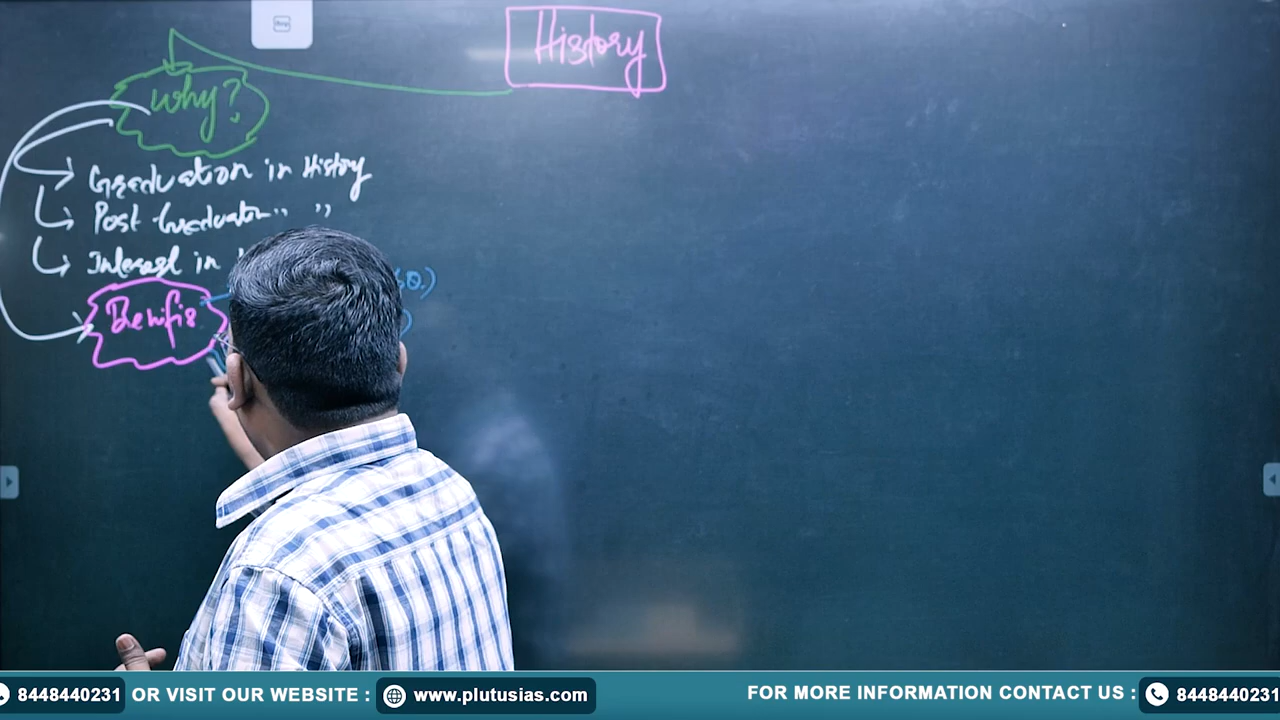 History
Why?
Graduation in History
Post Graduation " "
Interest in
Benifis
8448440231 OR VISIT OUR WEBSITE : www.plutusias.com FOR MORE INFORMATION CONTACT US : 8448440231